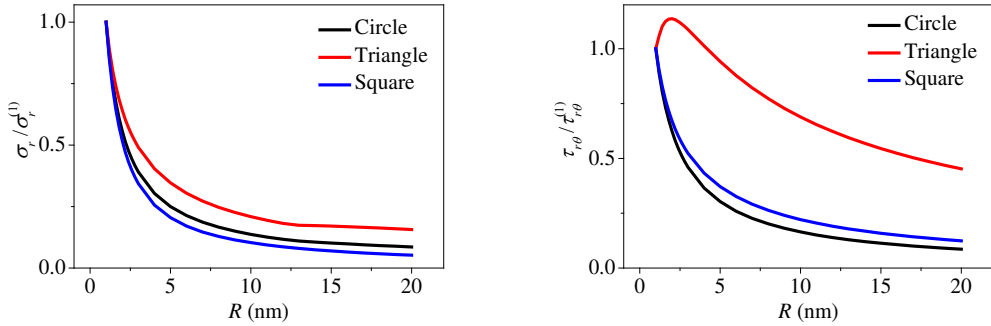 1.0
0.5
0.0
σr/σr(1)
Circle
Triangle
Square
0 5 10 15 20
R (nm)
1.0
0.5
0.0
τrθ/τrθ(1)
Circle
Triangle
Square
0 5 10 15 20
R (nm)